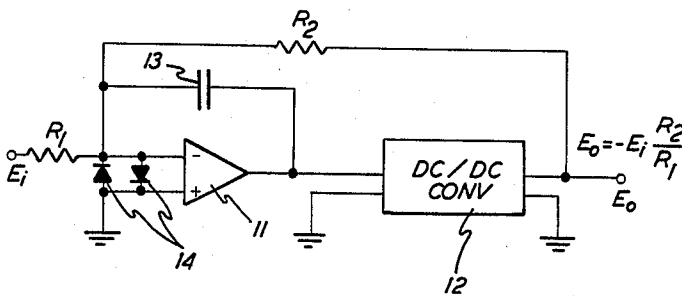 R2
13
R1
Ei
-
+
11
14
DC/DC
CONV
12
Eo=-Ei R2/R1
Eo